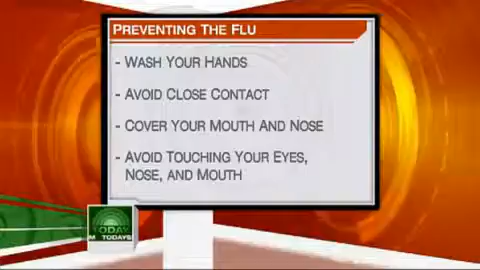 PREVENTING THE FLU
- WASH YOUR HANDS
- AVOID CLOSE CONTACT
- COVER YOUR MOUTH AND NOSE
- AVOID TOUCHING YOUR EYES,
NOSE, AND MOUTH
TODAY
TODAYS